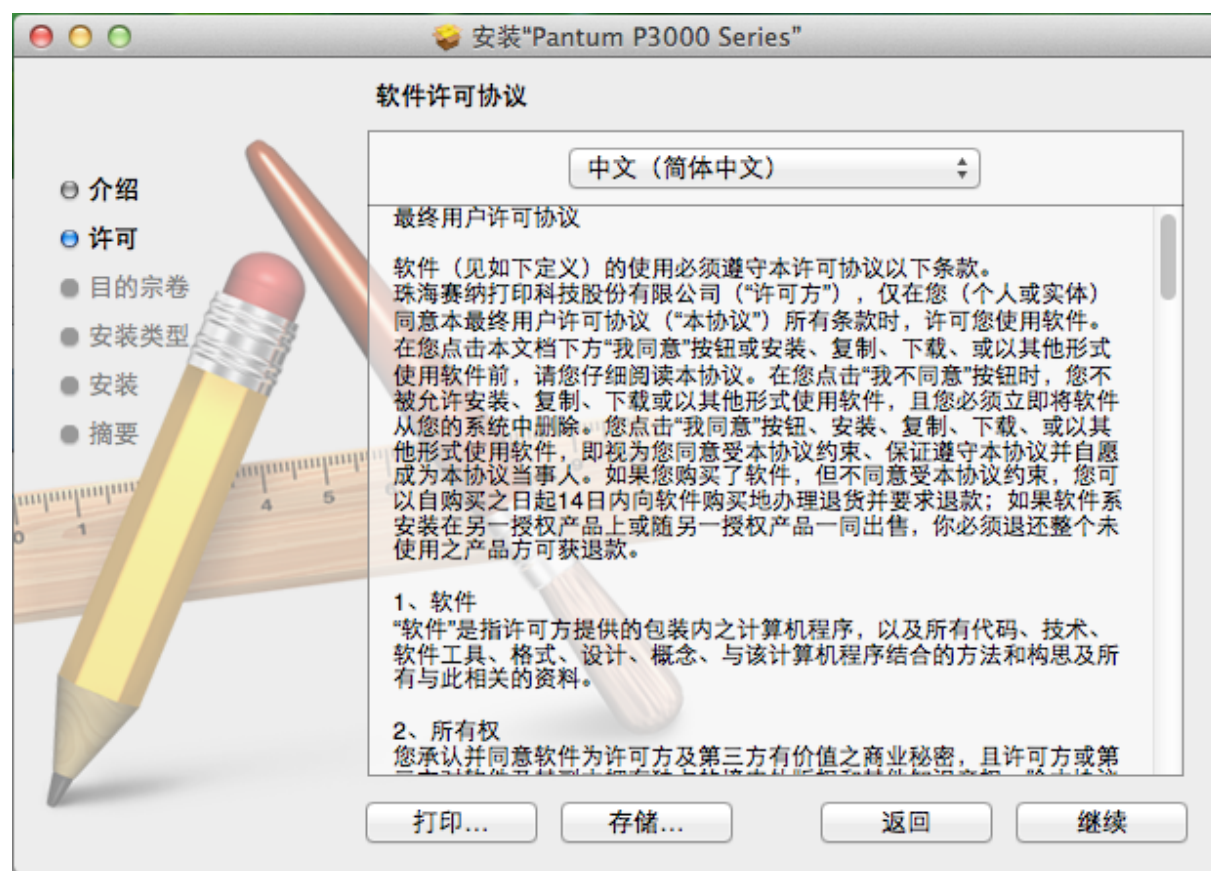 安装“Pantum P3000 Series”
软件许可协议
介绍
许可
目的宗卷
安装类型
安装
摘要
中文（简体中文）
最终用户许可协议
软件（见如下定义）的使用必须遵守本许可协议以下条款。
珠海赛纳打印科技股份有限公司（“许可方”），仅在您（个人或实体）
同意本最终用户许可协议（“本协议”）所有条款时，许可您使用软件。
在您点击本文档下方“我同意”按钮或安装、复制、下载、或以其他形式
使用软件前，请您仔细阅读本协议。在您点击“我不同意”按钮时，您不
被允许安装、复制、下载或以其他形式使用软件，且您必须立即将软件
从您的系统中删除。您点击“我同意”按钮、安装、复制、下载、或以其
他形式使用软件，即视为您同意受本协议约束、保证遵守本协议并自愿
成为本协议当事人。如果您购买了软件，但不同意受本协议约束，您可
以自购买之日起14日内向软件购买地办理退货并要求退款；如果软件系
安装在另一授权产品上或随另一授权产品一同出售，你必须退还整个未
使用之产品方可获退款。
1、软件
“软件”是指许可方提供的包装内之计算机程序，以及所有代码、技术、
软件工具、格式、设计、概念、与该计算机程序结合的方法和构思及所
有与此相关的资料。
2、所有权
您承认并同意软件为许可方及第三方有价值之商业秘密，且许可方或第
1
4
5
打印...
存储...
返回
继续